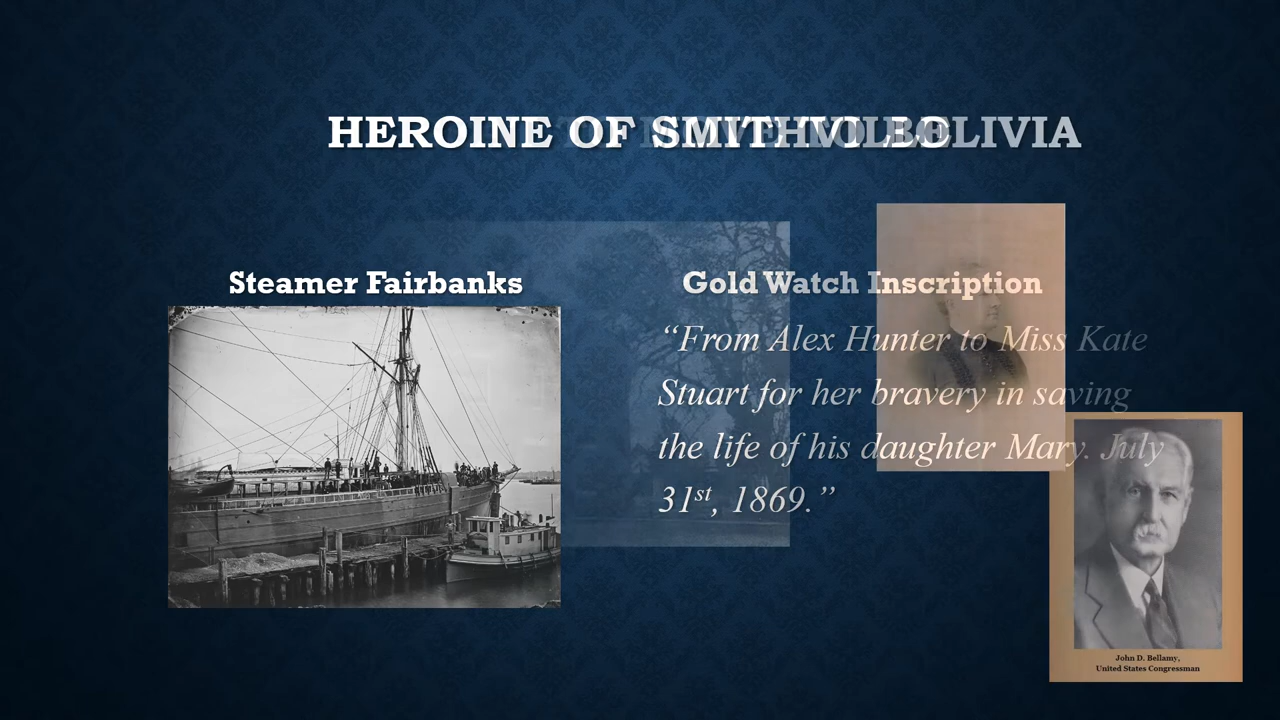 HEROINE OF SMITHVI
Steamer Fairbanks
Gold Watch Inscription
“From Alex Hunter to Miss Kate
Stuart for her bravery in saving
the life of his daughter Mary. July
31st, 1869.”
John D. Bellamy,
United States Congressman